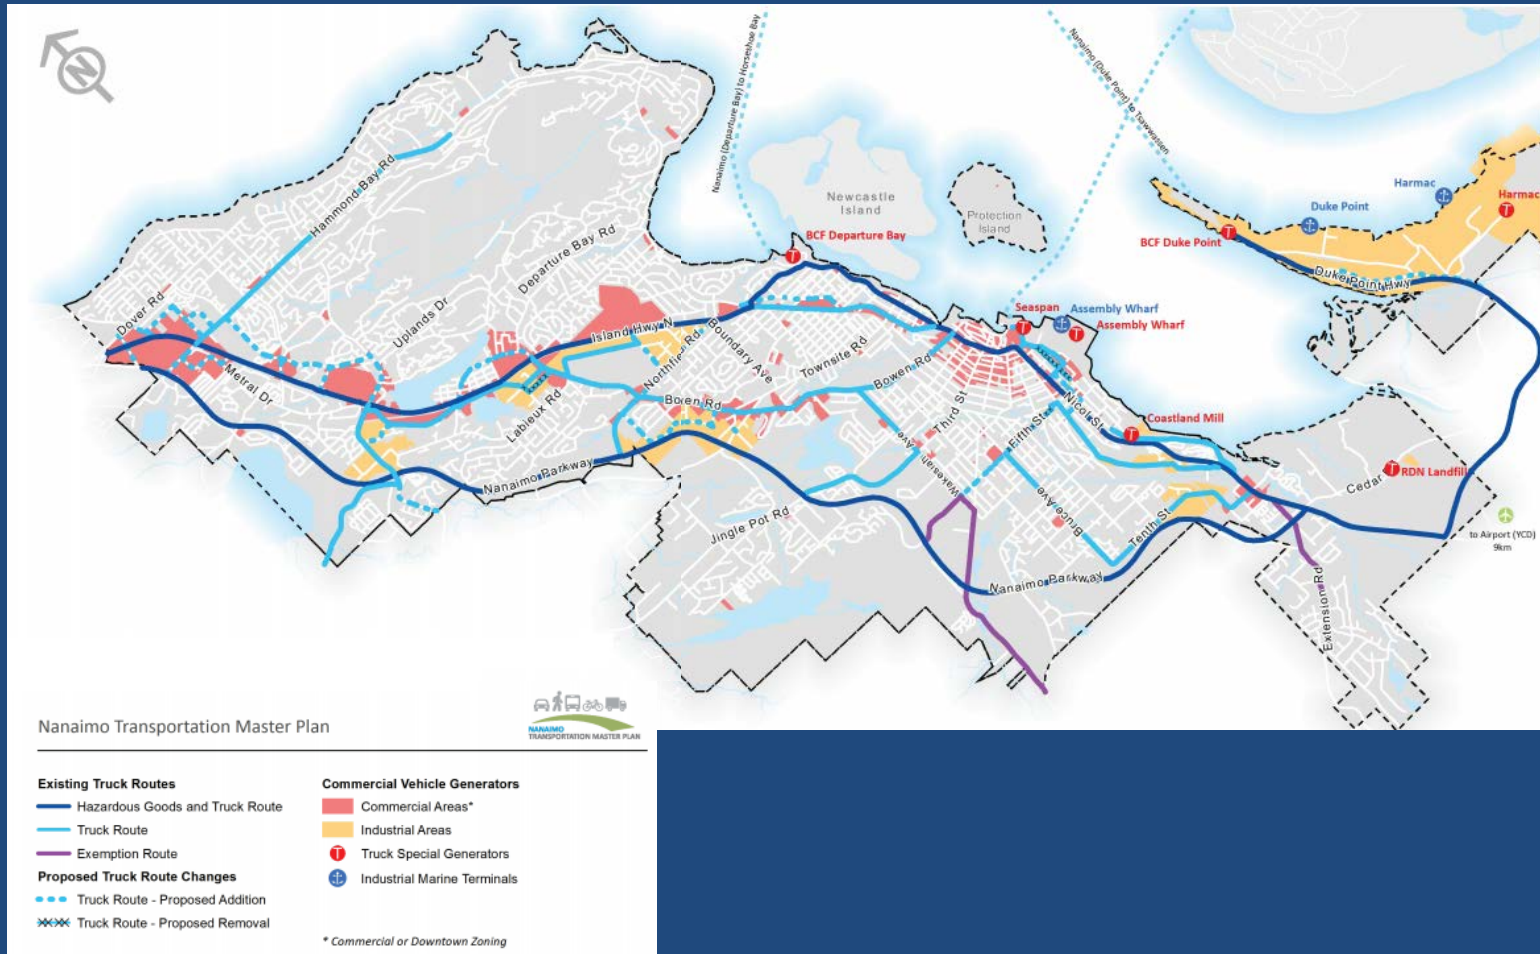 N
Nanaimo (Departure Bay) to Horseshoe Bay
Nanaimo (Duke Point) to Tsawwassen
Newcastle
Island
Protection
Island
BCF Departure Bay
Harmac
Harmac
Duke Point
BCF Duke Point
Duke Point Hwy
Hammond Bay Rd
Departure Bay Rd
Dover Rd
Uplands Dr
Metral Dr
Island Hwy N
Northfield Rd
Boundary Ave
Townsite Rd
Bowen Rd
Bowen Rd
Labieux Rd
Nanaimo Parkway
Jingle Pot Rd
Wakesiah Ave
Third St
Fifth St
Bruce Ave
Nicol St
Tenth St
Nanaimo Parkway
Seaspan
Assembly Wharf
Assembly Wharf
Coastland Mill
Cedar
RDN Landfill
Extension Rd
to Airport (YCD)
9km
Nanaimo Transportation Master Plan
NANAIMO
TRANSPORTATION MASTER PLAN
Existing Truck Routes
Hazardous Goods and Truck Route
Truck Route
Exemption Route
Proposed Truck Route Changes
Truck Route - Proposed Addition
Truck Route - Proposed Removal
Commercial Vehicle Generators
Commercial Areas*
Industrial Areas
T Truck Special Generators
Industrial Marine Terminals
* Commercial or Downtown Zoning